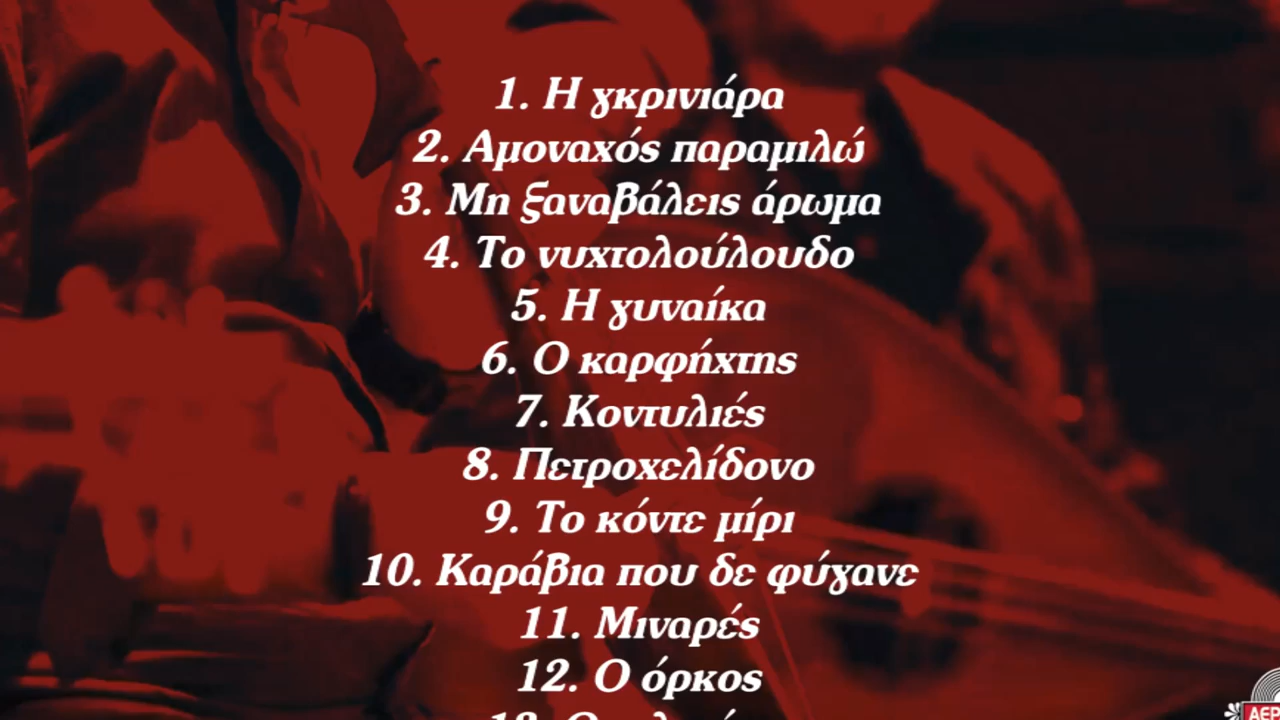 1. Η γκρινιάρα
2. Αμοναχός παραμιλώ
3. Μη ξαναβάλεις άρωμα
4. Το νυχτολούλουδο
5. Η γυναίκα
6. Ο καρφήχτης
7. Κοντυλιές
8. Πετροχελίδονο
9. Το κόντε μίρι
10. Καράβια που δε φύγανε
11. Μιναρές
12. Ο όρκος